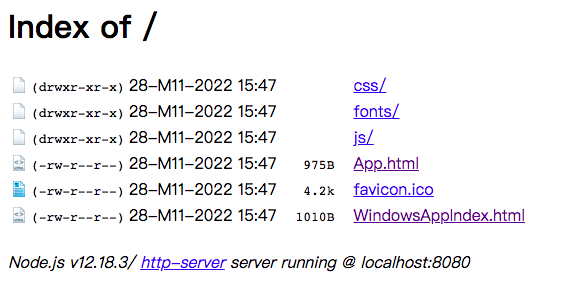 Index of /
(drwxr-xr-x) 28-M11-2022 15:47 css/
(drwxr-xr-x) 28-M11-2022 15:47 fonts/
(drwxr-xr-x) 28-M11-2022 15:47 js/
(-rw-r--r--) 28-M11-2022 15:47 975B App.html
(-rw-r--r--) 28-M11-2022 15:47 4.2k favicon.ico
(-rw-r--r--) 28-M11-2022 15:47 1010B WindowsAppIndex.html
Node.js v12.18.3/ http-server server running @ localhost:8080